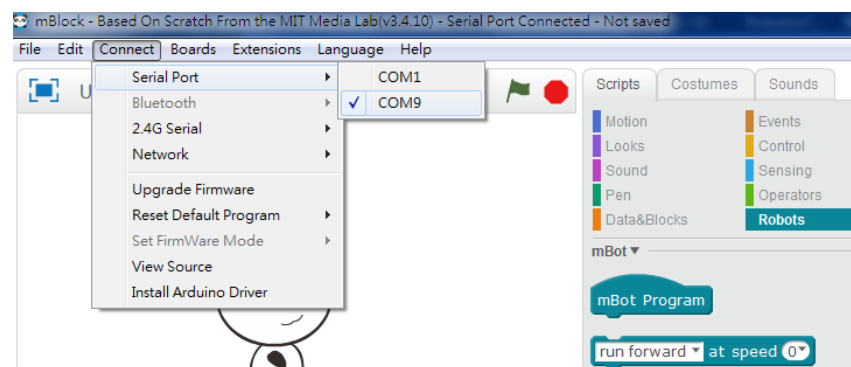 mBlock - Based On Scratch From the MIT Media Lab(v3.4.10) - Serial Port Connected - Not saved
File Edit Connect Boards Extensions Language Help
Serial Port
COM1
COM9
Bluetooth
2.4G Serial
Network
Upgrade Firmware
Reset Default Program
Set FirmWare Mode
View Source
Install Arduino Driver
U
Scripts Costumes Sounds
Motion Events
Looks Control
Sound Sensing
Pen Operators
Data&Blocks Robots
mBot
mBot Program
run forward at speed 0